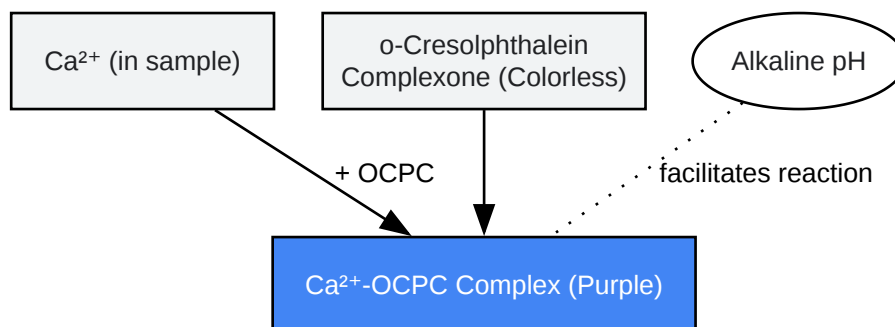 Ca²⁺ (in sample)
o-Cresolphthalein
Complexone (Colorless)
Alkaline pH
+ OCPC
facilitates reaction
Ca²⁺-OCPC Complex (Purple)